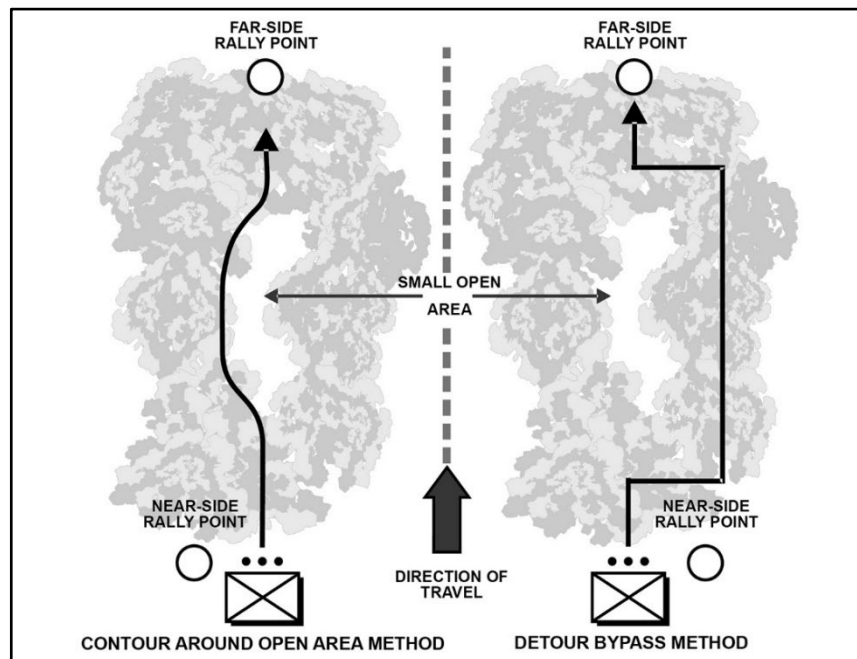 FAR-SIDE
RALLY POINT
FAR-SIDE
RALLY POINT
SMALL OPEN
AREA
NEAR-SIDE
RALLY POINT
NEAR-SIDE
RALLY POINT
DIRECTION OF
TRAVEL
CONTOUR AROUND OPEN AREA METHOD
DETOUR BYPASS METHOD